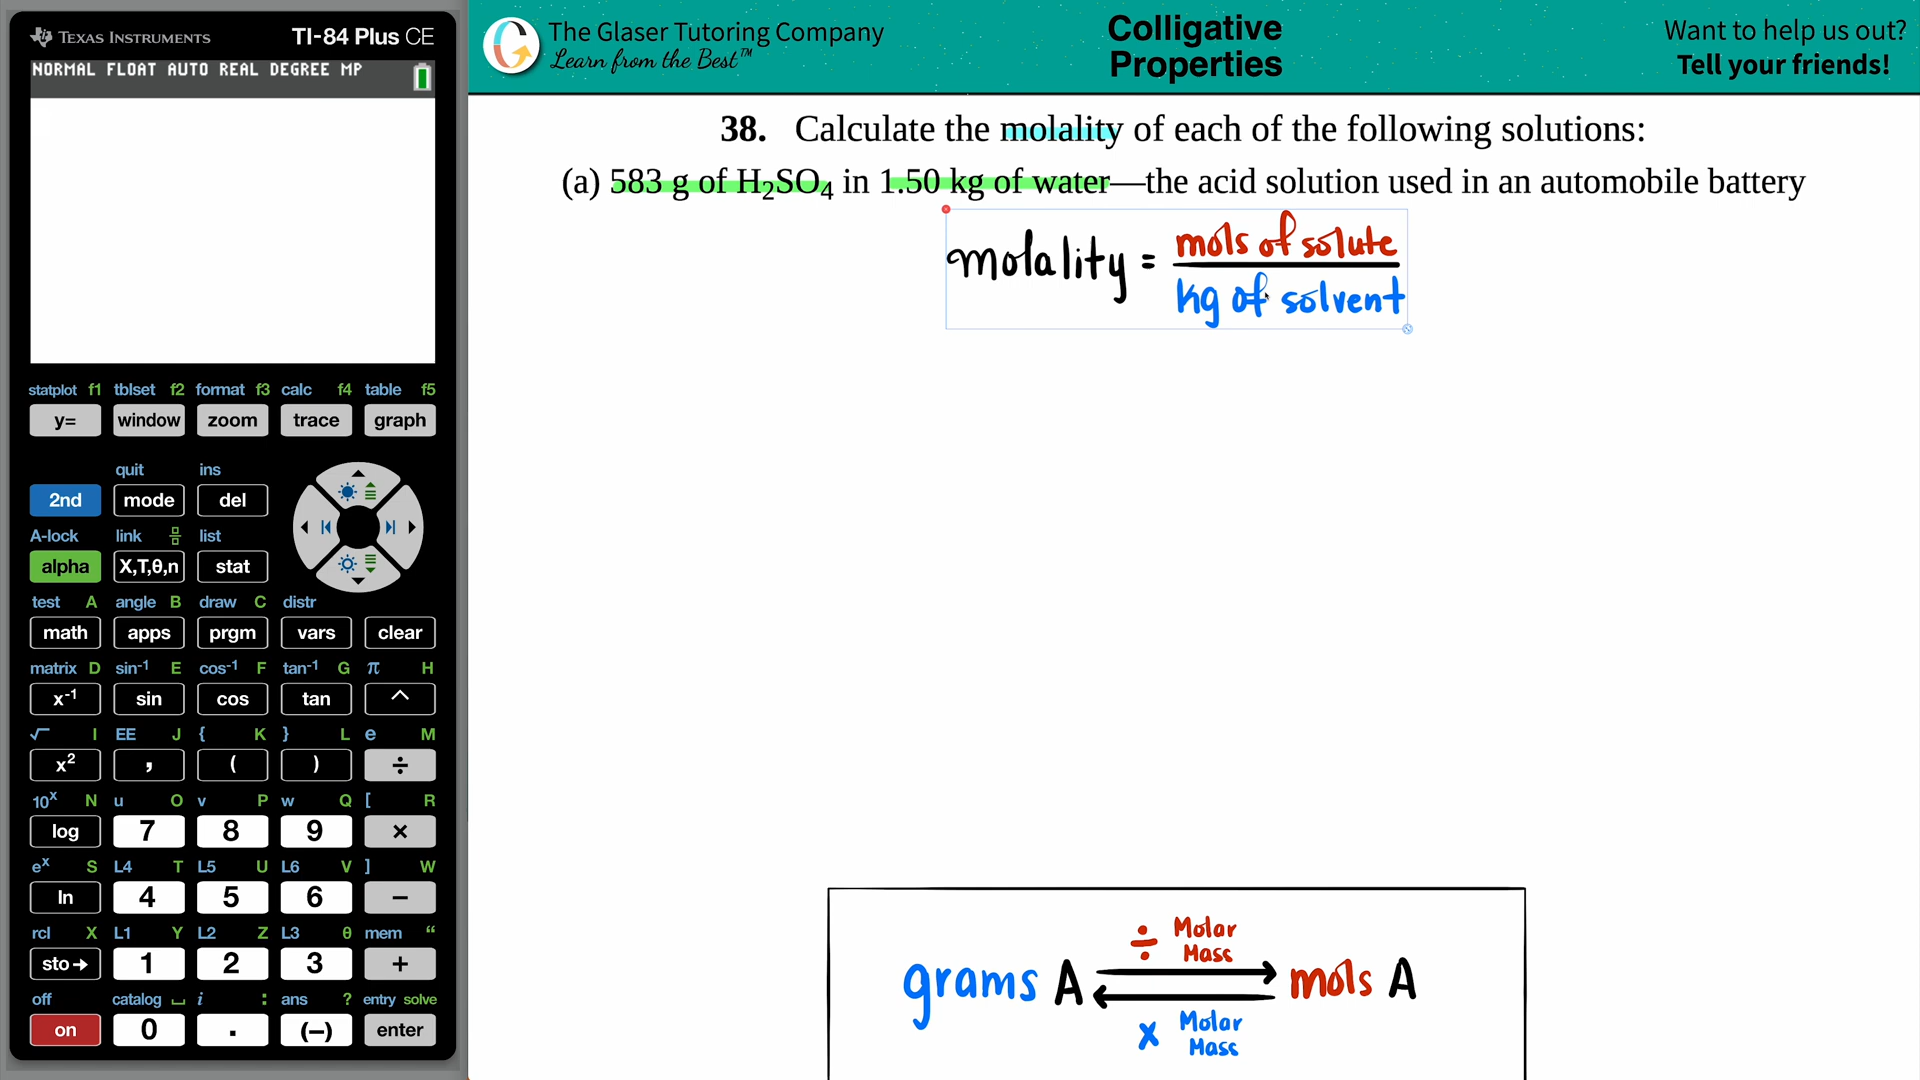 TEXAS INSTRUMENTS TI-84 Plus CE
NORMAL FLOAT AUTO REAL DEGREE MP
statplot f1 tblset f2 format f3 calc f4 table f5
y= window zoom trace graph
quit ins
2nd mode del
A-lock link list
alpha X,T,θ,n stat
test A angle B draw C distr
math apps prgm vars clear
matrix D sin⁻¹ E cos⁻¹ F tan⁻¹ G π H
x⁻¹ sin cos tan ^
√ I EE J { K } L e M
x² , ( ) ÷
10ˣ N u O v P w Q [ R
log 7 8 9 ×
eˣ S L4 T L5 U L6 V ] W
ln 4 5 6 −
rcl X L1 Y L2 Z L3 θ mem “
sto→ 1 2 3 +
off catalog ⎵ i : ans ? entry solve
on 0 . (−) enter
The Glaser Tutoring Company
Learn from the Best™
Colligative
Properties
Want to help us out?
Tell your friends!
38. Calculate the molality of each of the following solutions:
(a) 583 g of H₂SO₄ in 1.50 kg of water—the acid solution used in an automobile battery
molality = mols of solute
kg of solvent
÷ Molar
Mass
grams A mols A
x Molar
Mass